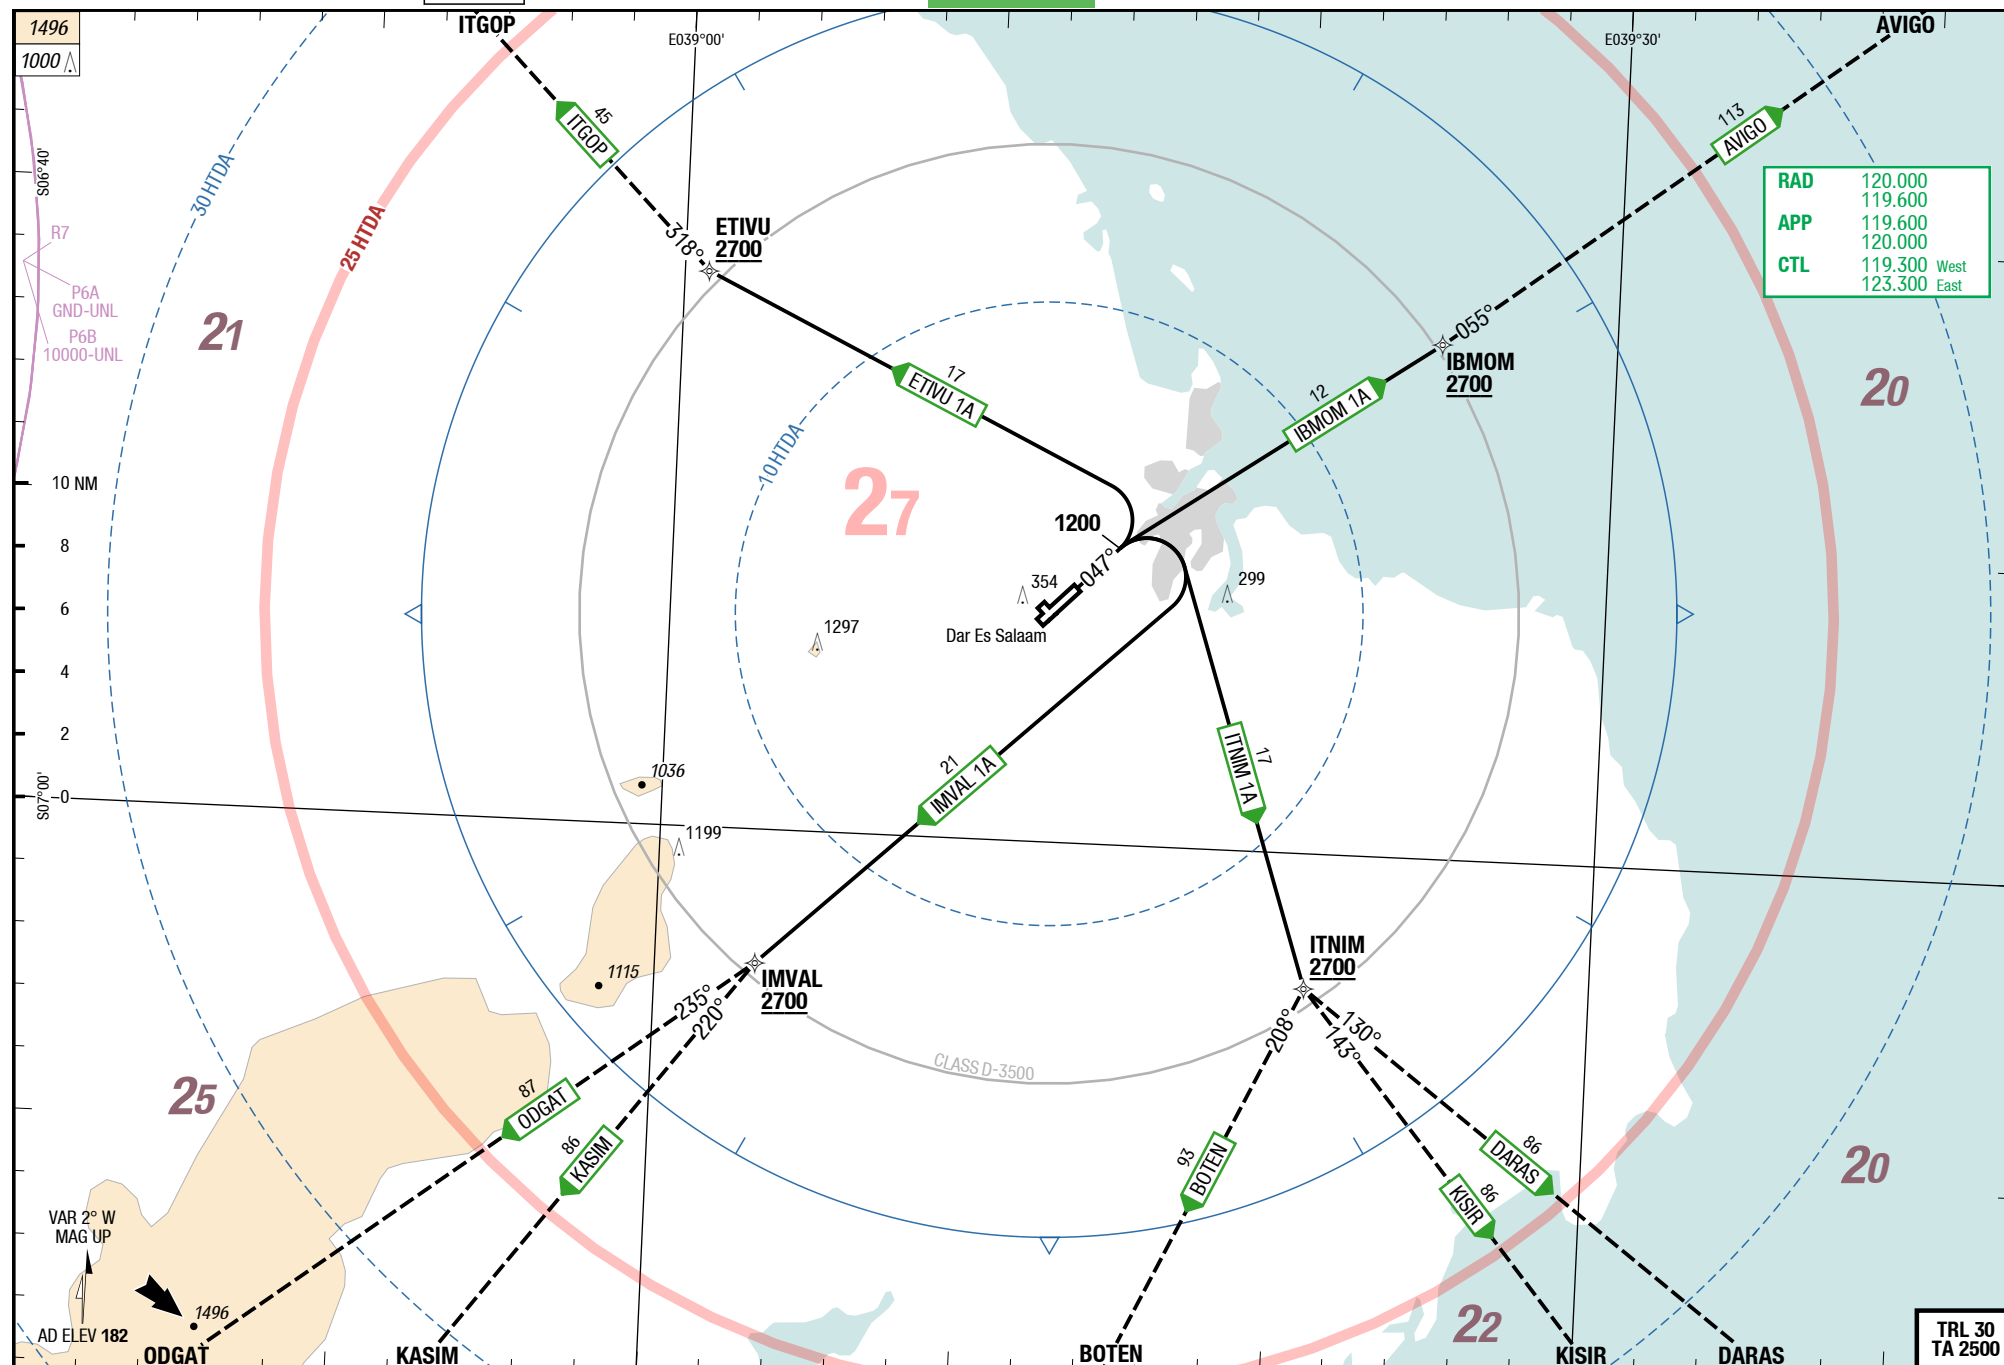 1496
ITGOP
E039°00'
E039°30'
AVIGO
1000
45
ITGOP
113
AVIGO
S06°40'
30 HTDA
25 HTDA
RAD 120.000
119.600
APP 119.600
120.000
CTL 119.300 West
123.300 East
R7
P6A
GND-UNL
P6B
10000-UNL
318°
ETIVU
2700
21
055°
IBMOM
2700
20
17
ETIVU 1A
12
IBMOM 1A
10 HTDA
27
10 NM
8
6
4
2
0
S07°00'
1200
047°
354
299
Dar Es Salaam
1297
1036
1199
21
IMVAL 1A
17
ITNIM 1A
1115
IMVAL
2700
ITNIM
2700
235°
220°
208°
130°
143°
CLASS D-3500
25
87
ODGAT
86
KASIM
93
BOTEN
86
DARAS
86
KISIR
20
22
VAR 2° W
MAG UP
1496
AD ELEV 182
ODGAT
KASIM
BOTEN
KISIR
DARAS
TRL 30
TA 2500